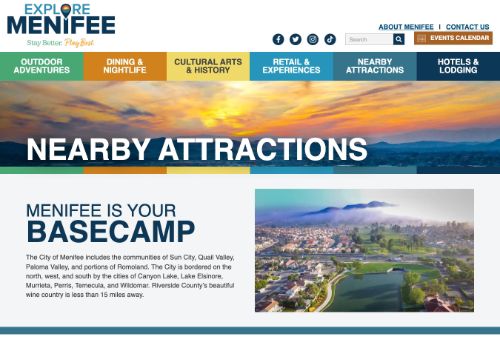 EXPLORE
MENIFEE
Stay Better. Play Best.
ABOUT MENIFEE | CONTACT US
Search
EVENTS CALENDAR
OUTDOOR
ADVENTURES
DINING &
NIGHTLIFE
CULTURAL ARTS
& HISTORY
RETAIL &
EXPERIENCES
NEARBY
ATTRACTIONS
HOTELS &
LODGING
NEARBY ATTRACTIONS
MENIFEE IS YOUR
BASECAMP
The City of Menifee includes the communities of Sun City, Quail Valley,
Paloma Valley, and portions of Romoland. The City is bordered on the
north, west, and south by the cities of Canyon Lake, Lake Elsinore,
Murrieta, Perris, Temecula, and Wildomar. Riverside County's beautiful
wine country is less than 15 miles away.